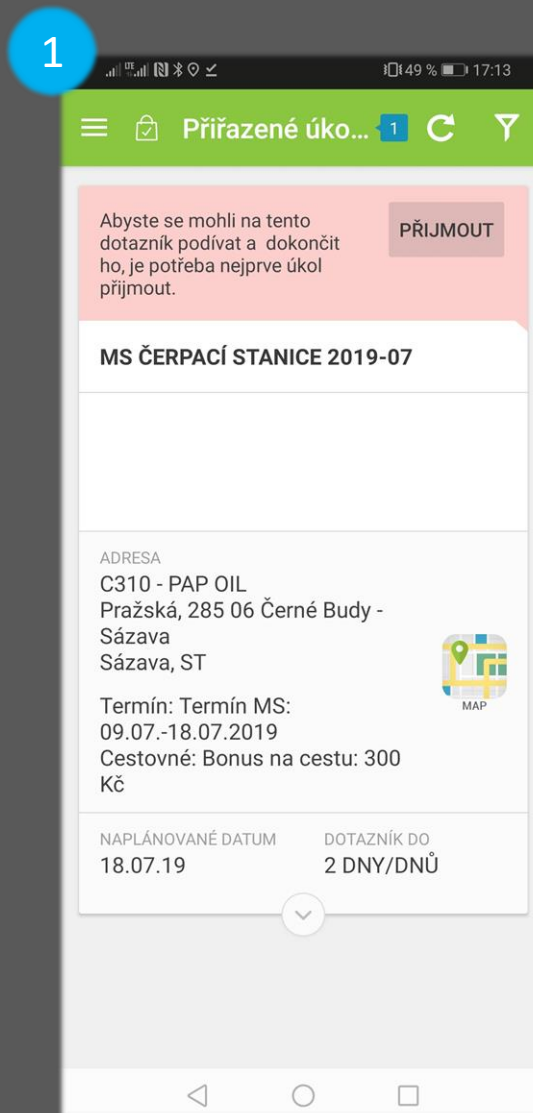 1
LTE 49 % 17:13
Přiřazené úko... 1
Abyste se mohli na tento
dotazník podívat a dokončit
ho, je potřeba nejprve úkol
přijmout.
PŘIJMOUT
MS ČERPACÍ STANICE 2019-07
ADRESA
C310 - PAP OIL
Pražská, 285 06 Černé Budy -
Sázava
Sázava, ST
MAP
Termín: Termín MS:
09.07.-18.07.2019
Cestovné: Bonus na cestu: 300
Kč
NAPLÁNOVANÉ DATUM DOTAZNÍK DO
18.07.19 2 DNY/DNŮ